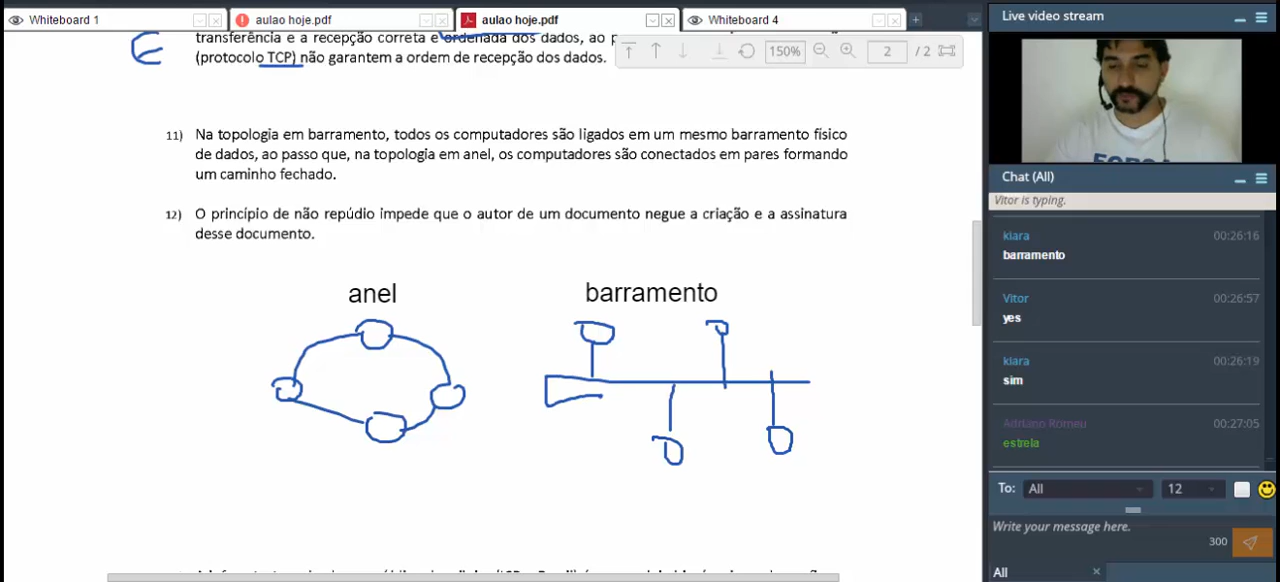 Whiteboard 1
aulao hoje.pdf
aulao hoje.pdf
Whiteboard 4
transferência e a recepção correta e ordenada dos dados, ao
E
(protocolo TCP) não garantem a ordem de recepção dos dados.
150%
2
/ 2
11) Na topologia em barramento, todos os computadores são ligados em um mesmo barramento físico
de dados, ao passo que, na topologia em anel, os computadores são conectados em pares formando
um caminho fechado.
12) O princípio de não repúdio impede que o autor de um documento negue a criação e a assinatura
desse documento.
anel
barramento
Live video stream
FORÇA
Chat (All)
Vitor is typing.
kiara 00:26:16
barramento
Vitor 00:26:57
yes
kiara 00:26:19
sim
Adriano Romeu 00:27:05
estrela
To: All 12
Write your message here.
300
All